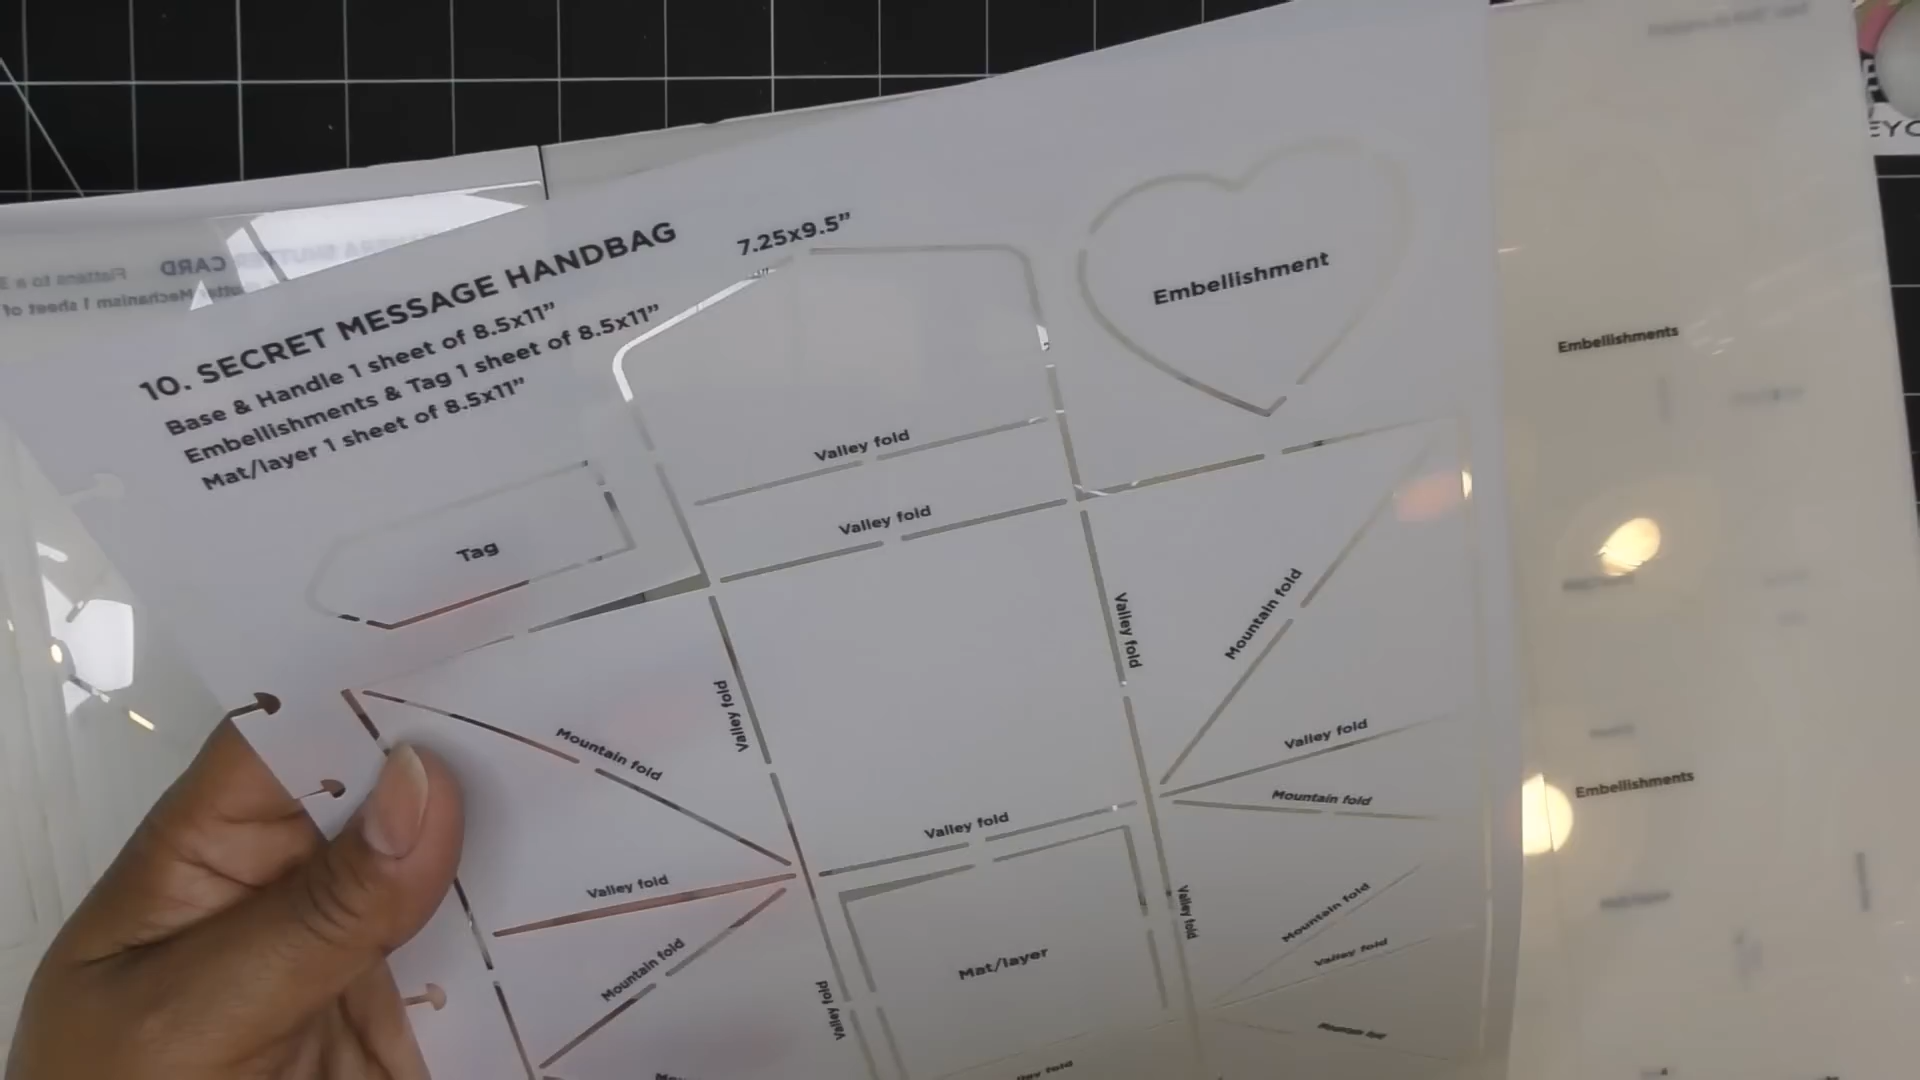 10. SECRET MESSAGE HANDBAG
Base & Handle 1 sheet of 8.5x11”
Embellishments & Tag 1 sheet of 8.5x11”
Mat/layer 1 sheet of 8.5x11”
7.25x9.5”
Embellishment
Embellishments
Valley fold
Valley fold
Tag
Mountain fold
Valley fold
Valley fold
Mountain fold
Valley fold
Valley fold
Mountain fold
Embellishments
Valley fold
Mountain fold
Mat/layer
Valley fold
Mountain fold
Valley fold
Valley fold
Mountain fold
CARD